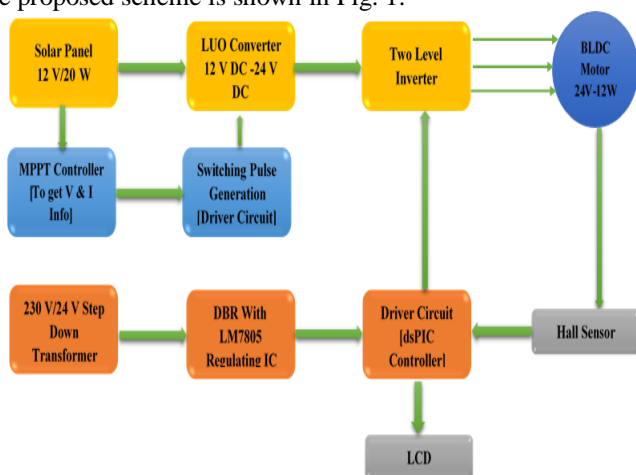 e proposed scheme is shown in Fig. 1.
Solar Panel
12 V/20 W
LUO Converter
12 V DC -24 V
DC
Two Level
Inverter
BLDC
Motor
24V-12W
MPPT Controller
[To get V & I
Info]
Switching Pulse
Generation
[Driver Circuit]
230 V/24 V Step
Down
Transformer
DBR With
LM7805
Regulating IC
Driver Circuit
[dsPIC
Controller]
Hall Sensor
LCD